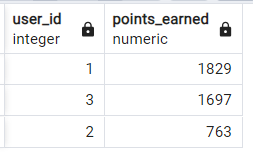 user_id points_earned
integer numeric
1 1829
3 1697
2 763